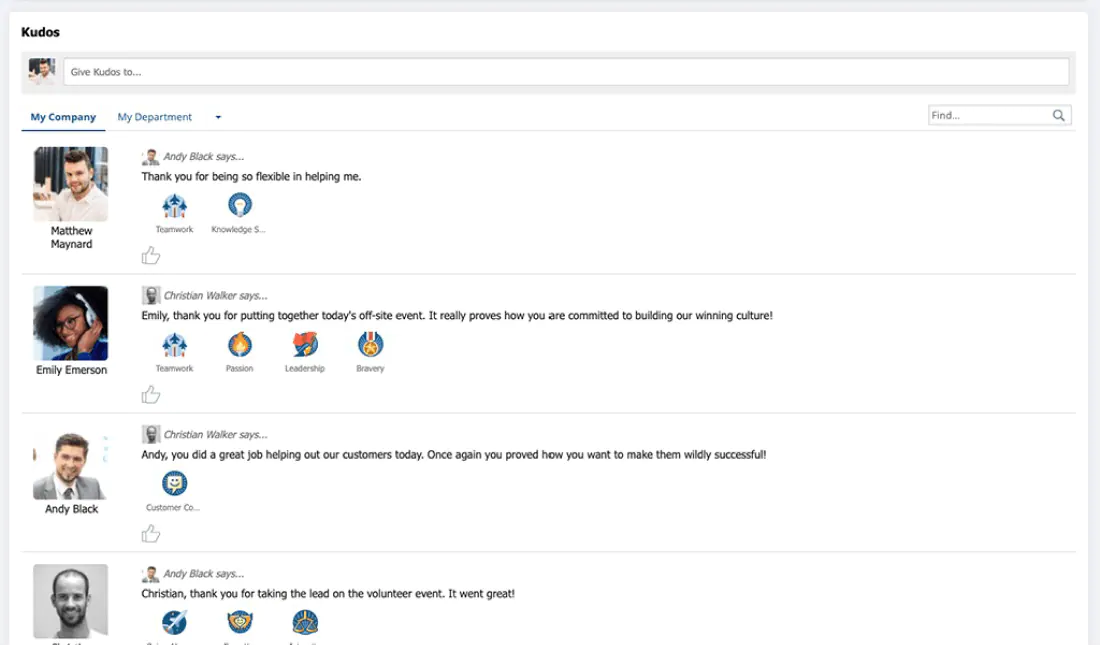 Kudos
Give Kudos to...
My Company My Department
Find...
Andy Black says...
Thank you for being so flexible in helping me.
Teamwork Knowledge S...
Matthew
Maynard
Christian Walker says...
Emily, thank you for putting together today's off-site event. It really proves how you are committed to building our winning culture!
Teamwork Passion Leadership Bravery
Emily Emerson
Christian Walker says...
Andy, you did a great job helping out our customers today. Once again you proved how you want to make them wildly successful!
Customer Co...
Andy Black
Andy Black says...
Christian, thank you for taking the lead on the volunteer event. It went great!